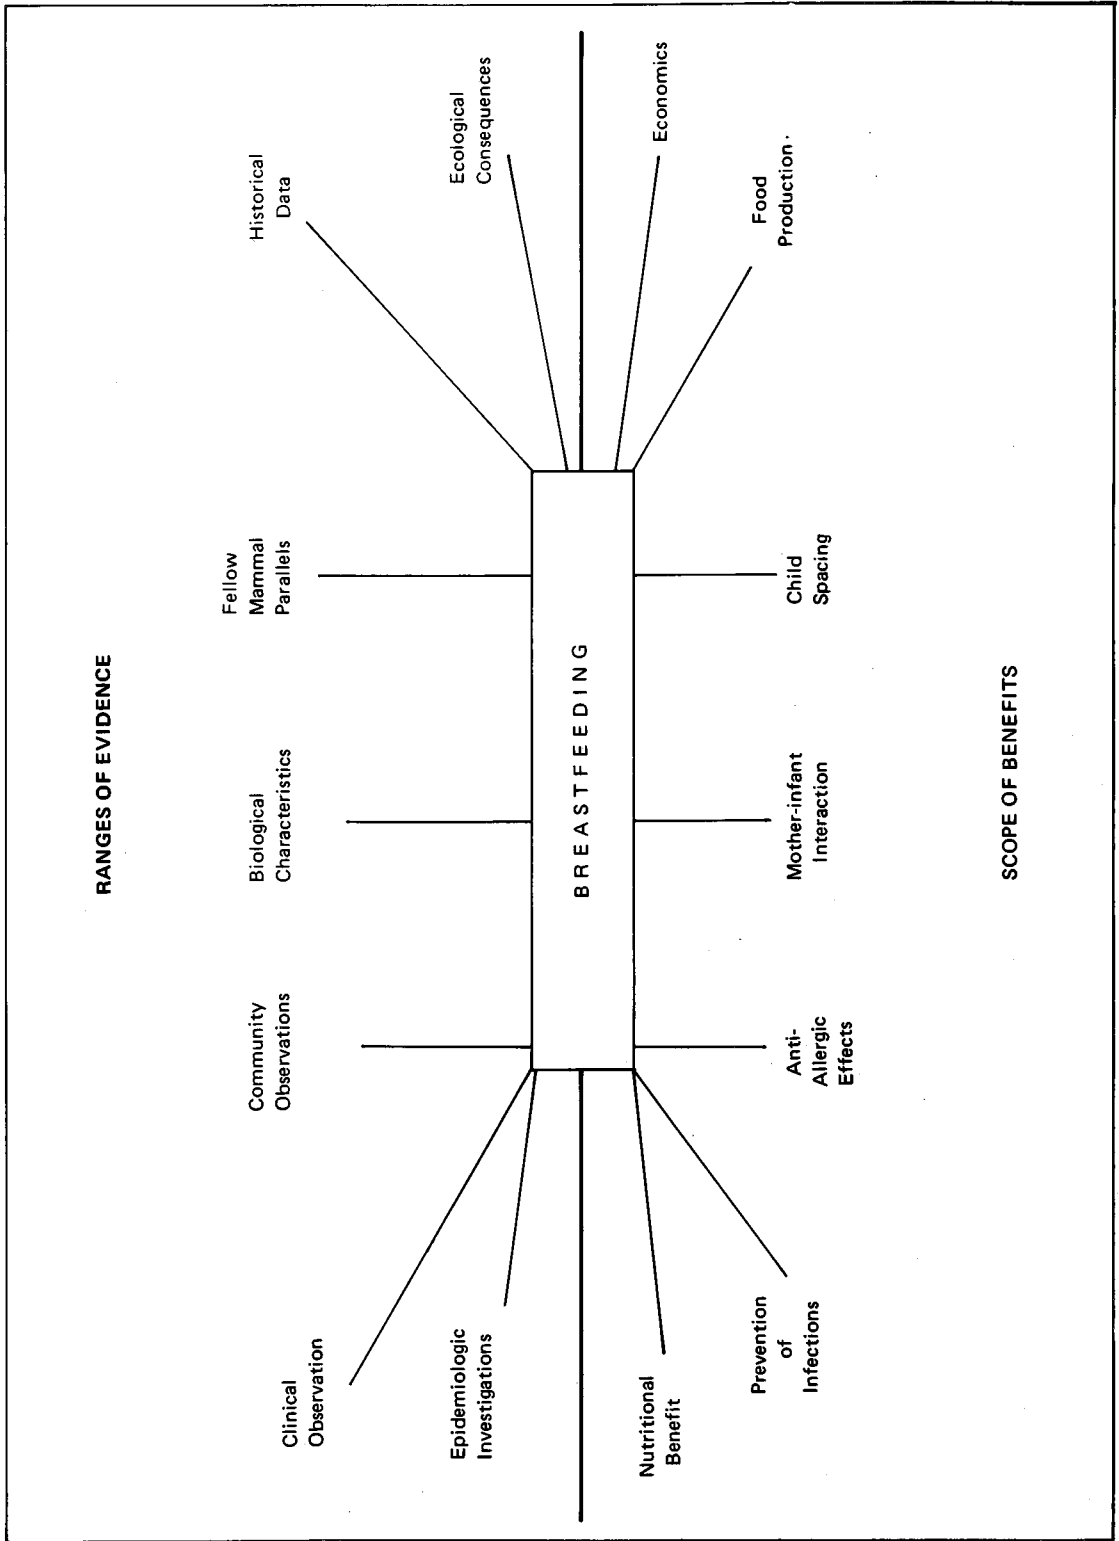 RANGES OF EVIDENCE
Clinical
Observation
Epidemiologic
Investigations
Community
Observations
Biological
Characteristics
Fellow
Mammal
Parallels
Historical
Data
Ecological
Consequences
BREASTFEEDING
Nutritional
Benefit
Prevention
of
Infections
Anti-
Allergic
Effects
Mother-infant
Interaction
Child
Spacing
Food
Production
Economics
SCOPE OF BENEFITS